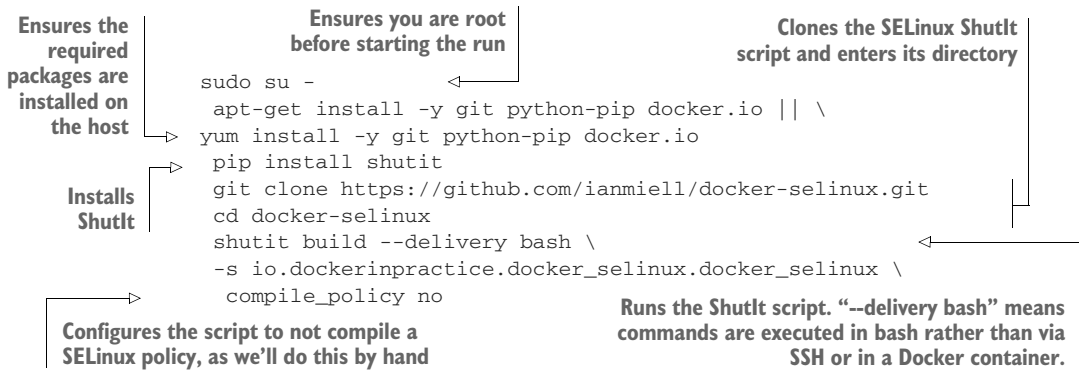 Ensures the
required
packages are
installed on
the host
Ensures you are root
before starting the run
Clones the SELinux ShutIt
script and enters its directory
sudo su -
apt-get install -y git python-pip docker.io || \
yum install -y git python-pip docker.io
pip install shutit
git clone https://github.com/ianmiell/docker-selinux.git
cd docker-selinux
shutit build --delivery bash \
-s io.dockerinpractice.docker_selinux.docker_selinux \
compile_policy no
Installs
ShutIt
Configures the script to not compile a
SELinux policy, as we’ll do this by hand
Runs the ShutIt script. “--delivery bash” means
commands are executed in bash rather than via
SSH or in a Docker container.